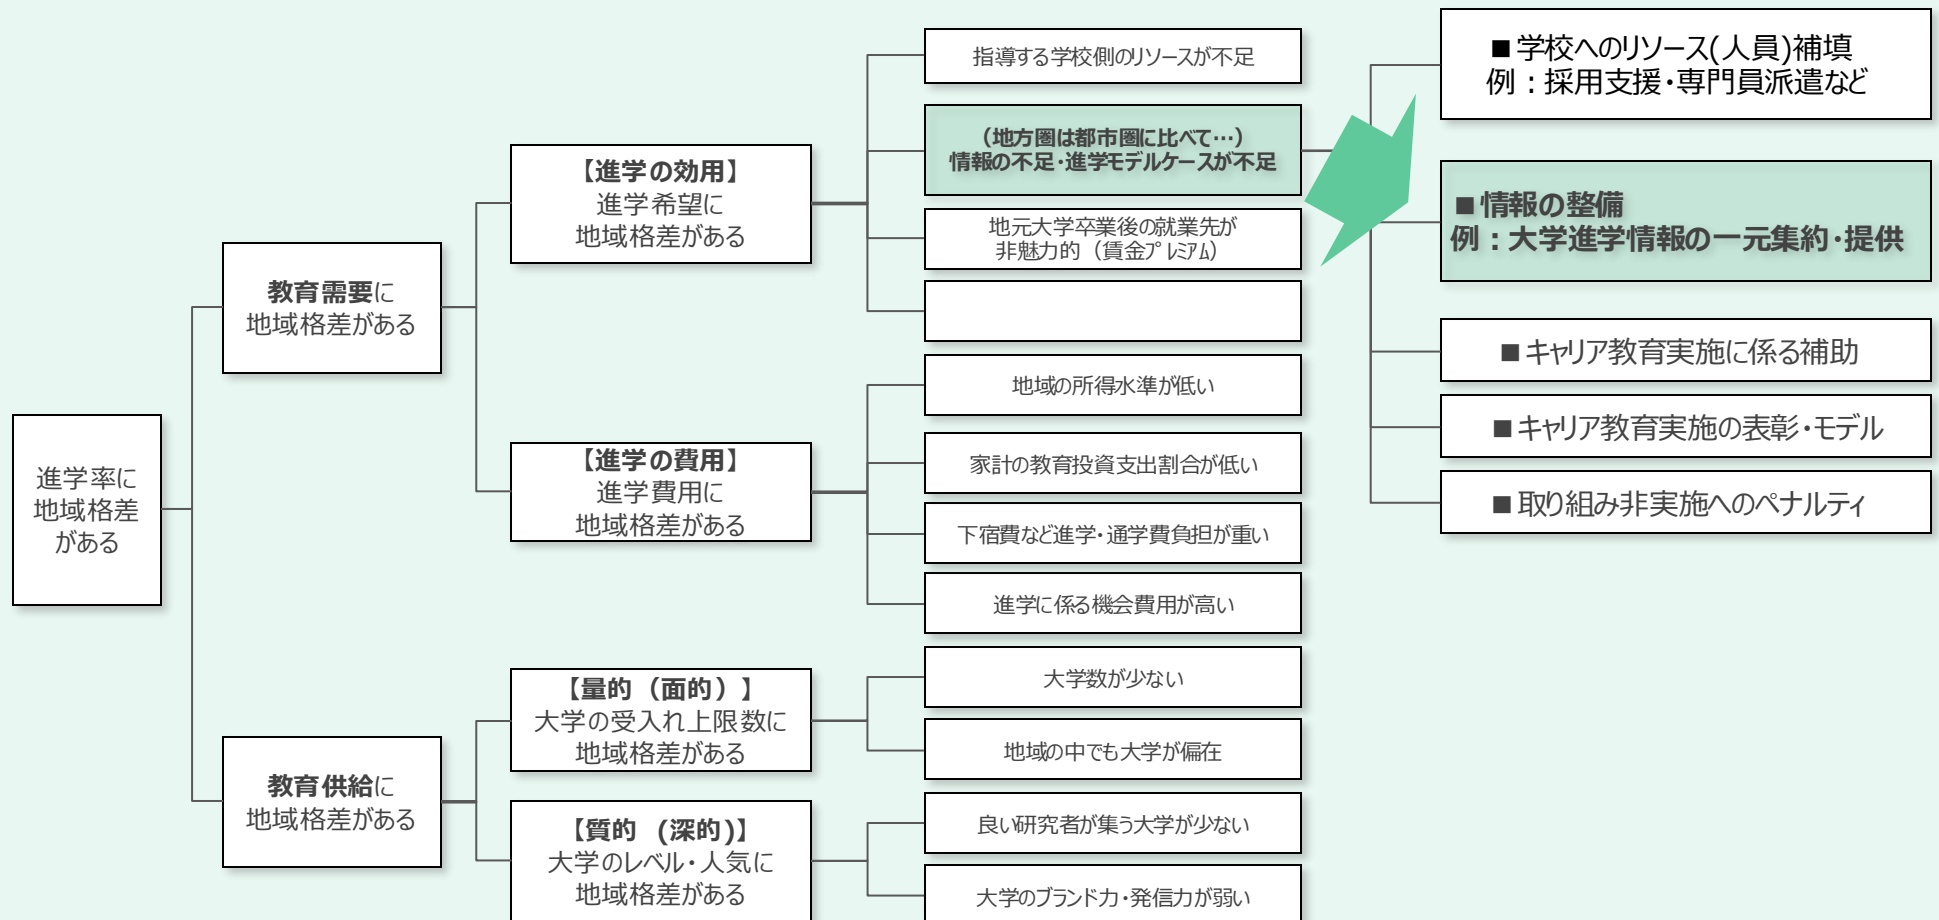 進学率に
地域格差
がある
教育需要に
地域格差がある
教育供給に
地域格差がある
【進学の効用】
進学希望に
地域格差がある
【進学の費用】
進学費用に
地域格差がある
【量的（面的）】
大学の受入れ上限数に
地域格差がある
【質的 (深的)】
大学のレベル・人気に
地域格差がある
指導する学校側のリソースが不足
（地方圏は都市圏に比べて…）
情報の不足・進学モデルケースが不足
地元大学卒業後の就業先が
非魅力的（賃金プレミアム）
地域の所得水準が低い
家計の教育投資支出割合が低い
下宿費など進学・通学費負担が重い
進学に係る機会費用が高い
大学数が少ない
地域の中でも大学が偏在
良い研究者が集う大学が少ない
大学のブランド力・発信力が弱い
■学校へのリソース(人員)補填
例：採用支援・専門員派遣など
■情報の整備
例：大学進学情報の一元集約・提供
■キャリア教育実施に係る補助
■キャリア教育実施の表彰・モデル
■取り組み非実施へのペナルティ